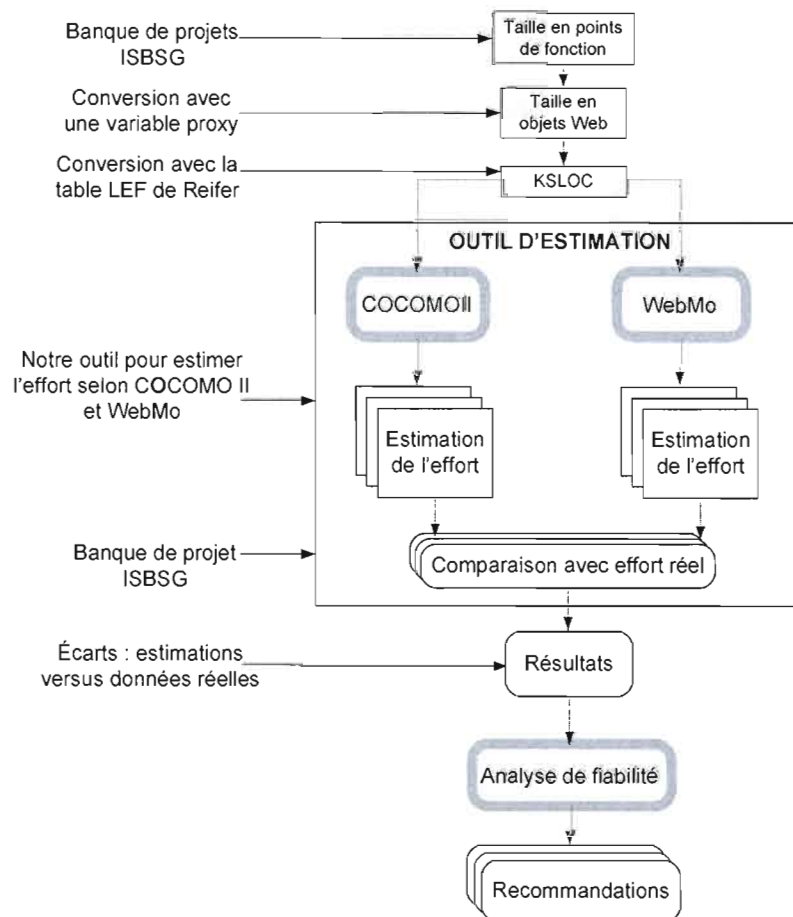 Banque de projets
ISBSG
Taille en points
de fonction
Conversion avec
une variable proxy
Taille en
objets Web
Conversion avec la
table LEF de Reifer
KSLOC
OUTIL D'ESTIMATION
COCOMOII
WebMo
Notre outil pour estimer
l'effort selon COCOMO II
et WebMo
Estimation
de l'effort
Estimation
de l'effort
Banque de projet
ISBSG
Comparaison avec effort réel
Écarts : estimations
versus données réelles
Résultats
Analyse de fiabilité
Recommandations